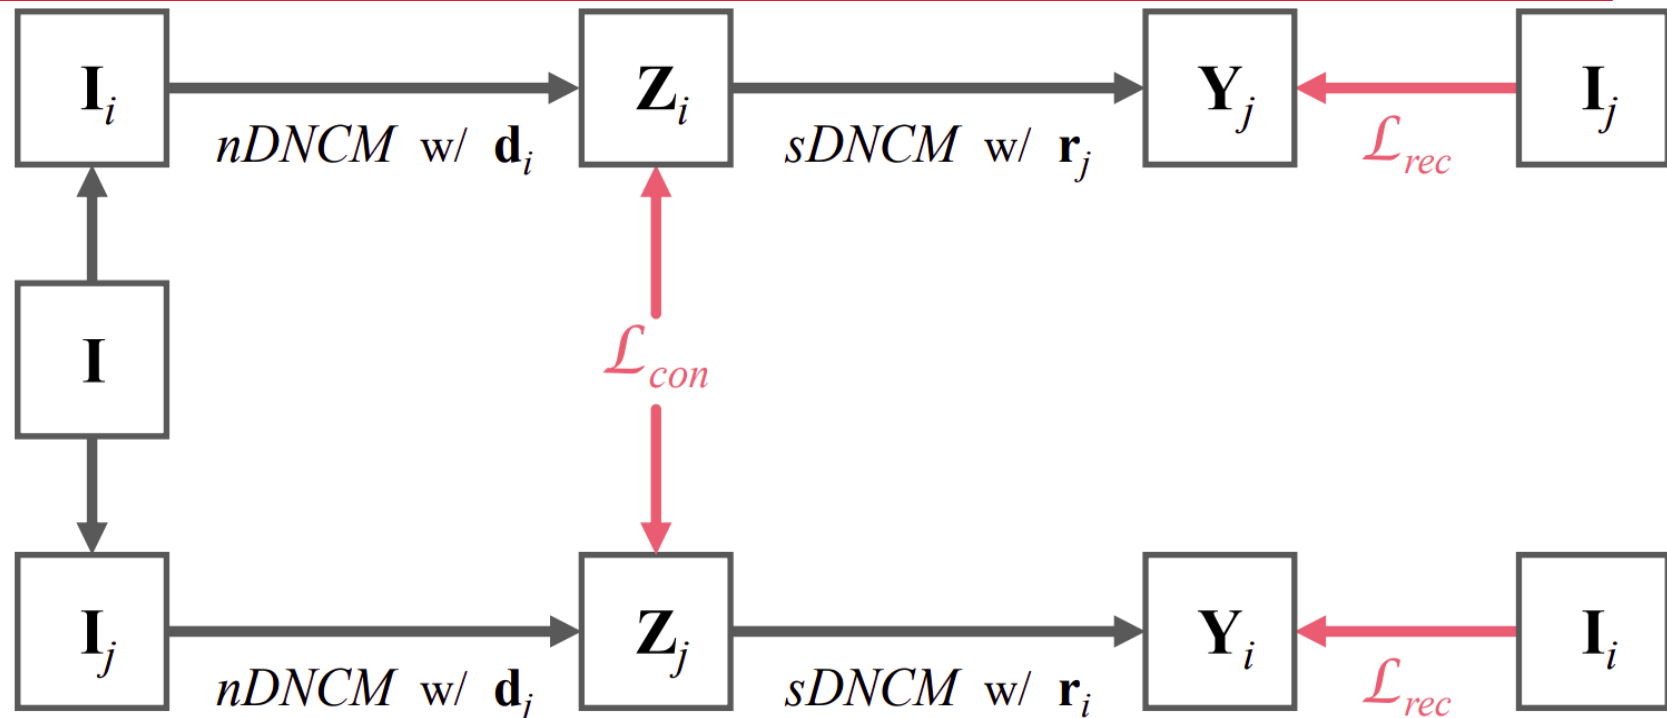 I_i Z_i Y_j I_j
nDNCM w/ d_i sDNCM w/ r_j ℒ_rec
I ℒ_con
I_j Z_j Y_i I_i
nDNCM w/ d_j sDNCM w/ r_i ℒ_rec